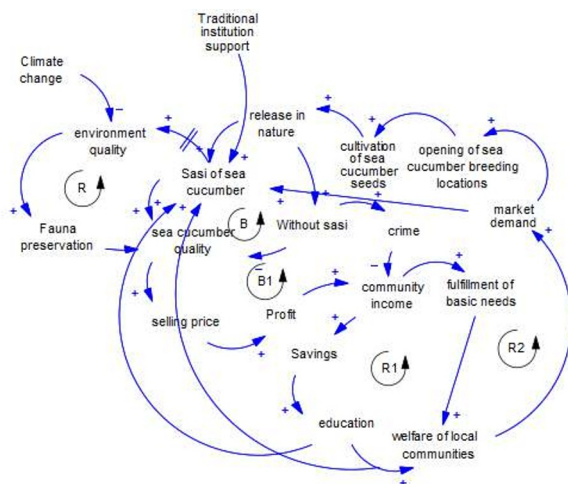 Traditional
institution
support
Climate
change
environment
quality
release in
nature
cultivation
of sea
cucumber
seeds
opening of sea
cucumber breeding
locations
Sasi of sea
cucumber
R
Fauna
preservation
B
Without sasi
crime
market
demand
sea cucumber
quality
B1
community
income
fulfillment of
basic needs
selling price
Profit
Savings
R1
R2
education
welfare of local
communities